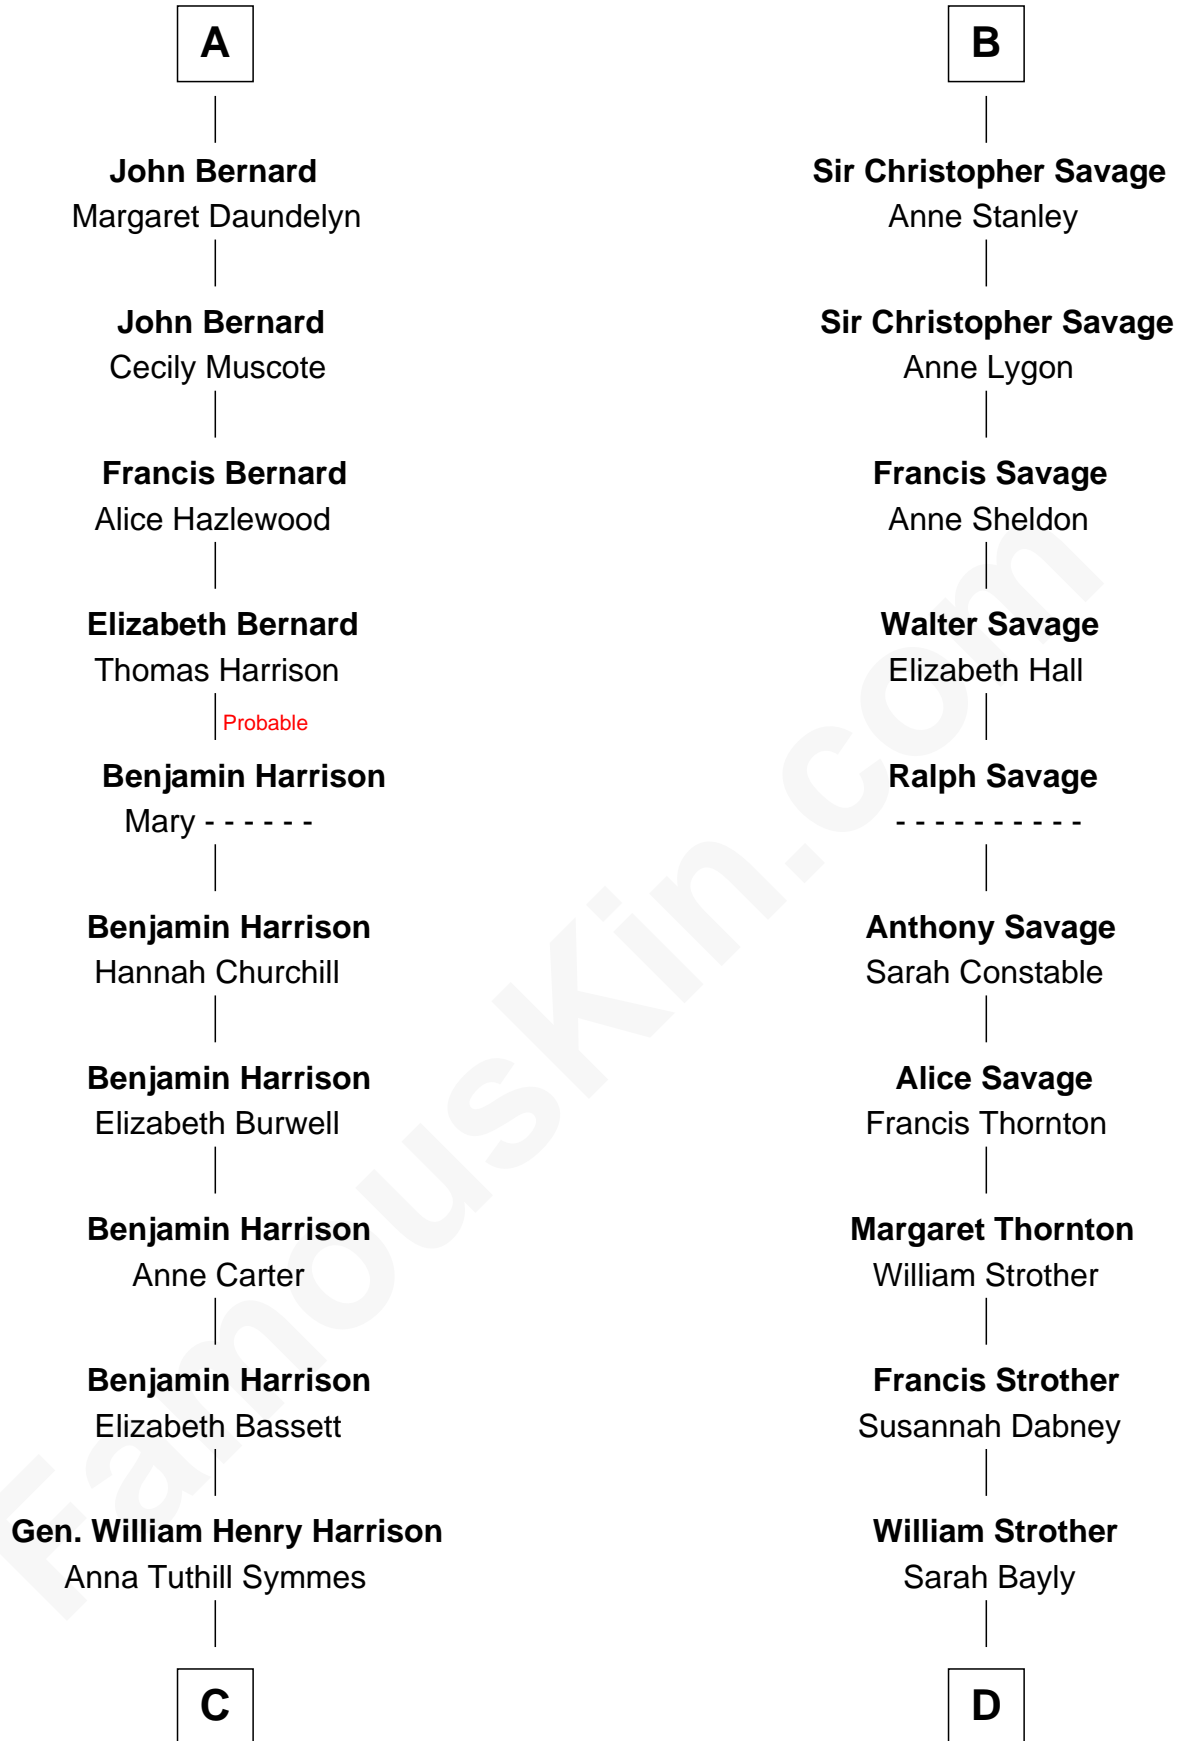 A
B
John Bernard
Margaret Daundelyn
Sir Christopher Savage
Anne Stanley
John Bernard
Cecily Muscote
Sir Christopher Savage
Anne Lygon
Francis Bernard
Alice Hazlewood
Francis Savage
Anne Sheldon
Elizabeth Bernard
Thomas Harrison
Walter Savage
Elizabeth Hall
Probable
Benjamin Harrison
Mary - - - - - -
Ralph Savage
- - - - - - - - - -
Benjamin Harrison
Hannah Churchill
Anthony Savage
Sarah Constable
Benjamin Harrison
Elizabeth Burwell
Alice Savage
Francis Thornton
Benjamin Harrison
Anne Carter
Margaret Thornton
William Strother
Benjamin Harrison
Elizabeth Bassett
Francis Strother
Susannah Dabney
Gen. William Henry Harrison
Anna Tuthill Symmes
William Strother
Sarah Bayly
C
D
FamousKin.com